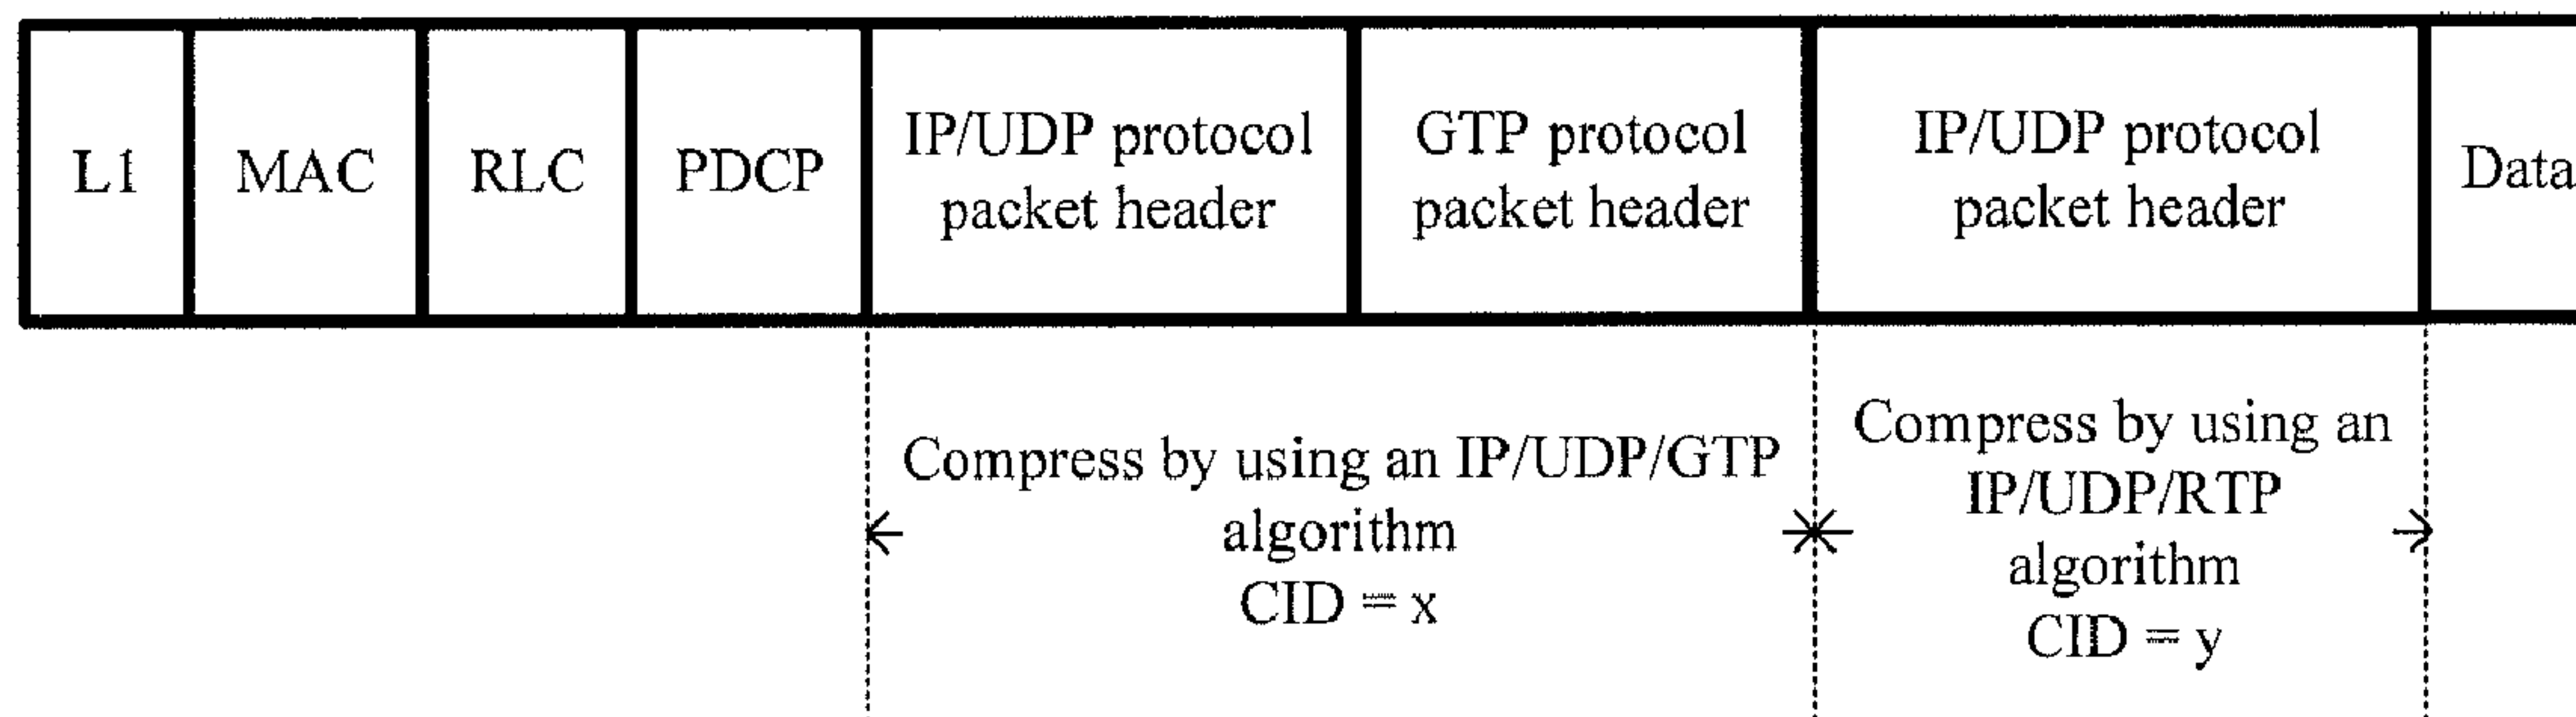 L1
MAC
RLC
PDCP
IP/UDP protocol
packet header
GTP protocol
packet header
IP/UDP protocol
packet header
Data
Compress by using an IP/UDP/GTP
algorithm
CID = x
Compress by using an
IP/UDP/RTP
algorithm
CID = y